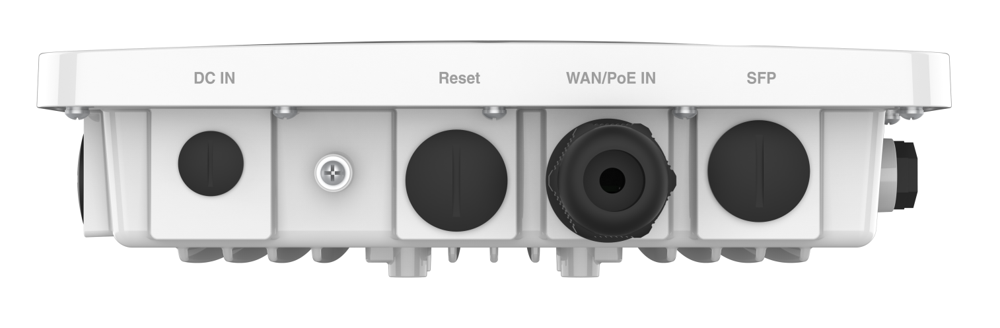 DC IN
Reset
WAN/PoE IN
SFP